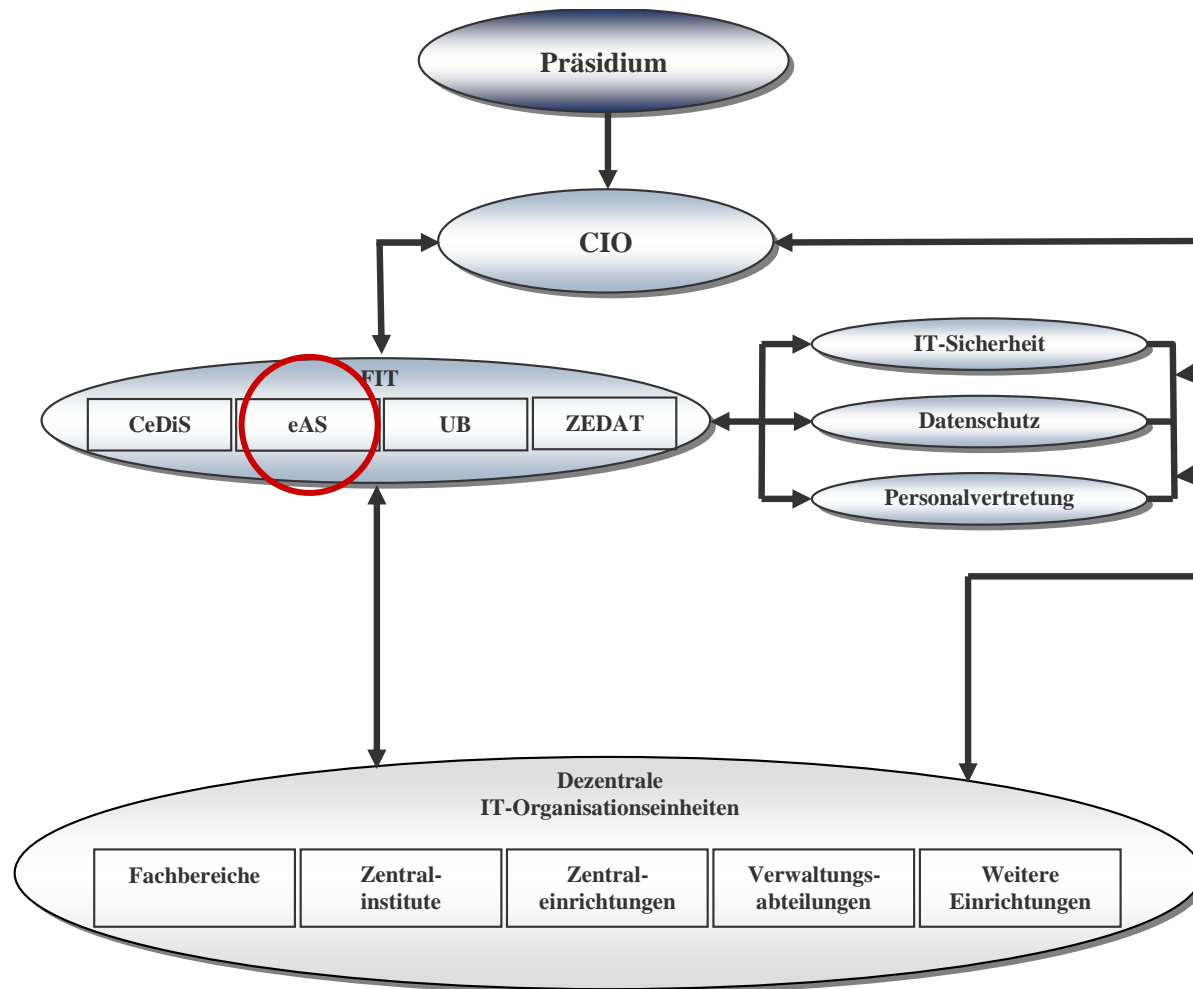 Präsidium
CIO
IT-Sicherheit
FIT
CeDiS
eAS
UB
ZEDAT
Datenschutz
Personalvertretung
Dezentrale
IT-Organisationseinheiten
Fachbereiche
Zentral-
institute
Zentral-
einrichtungen
Verwaltungs-
abteilungen
Weitere
Einrichtungen